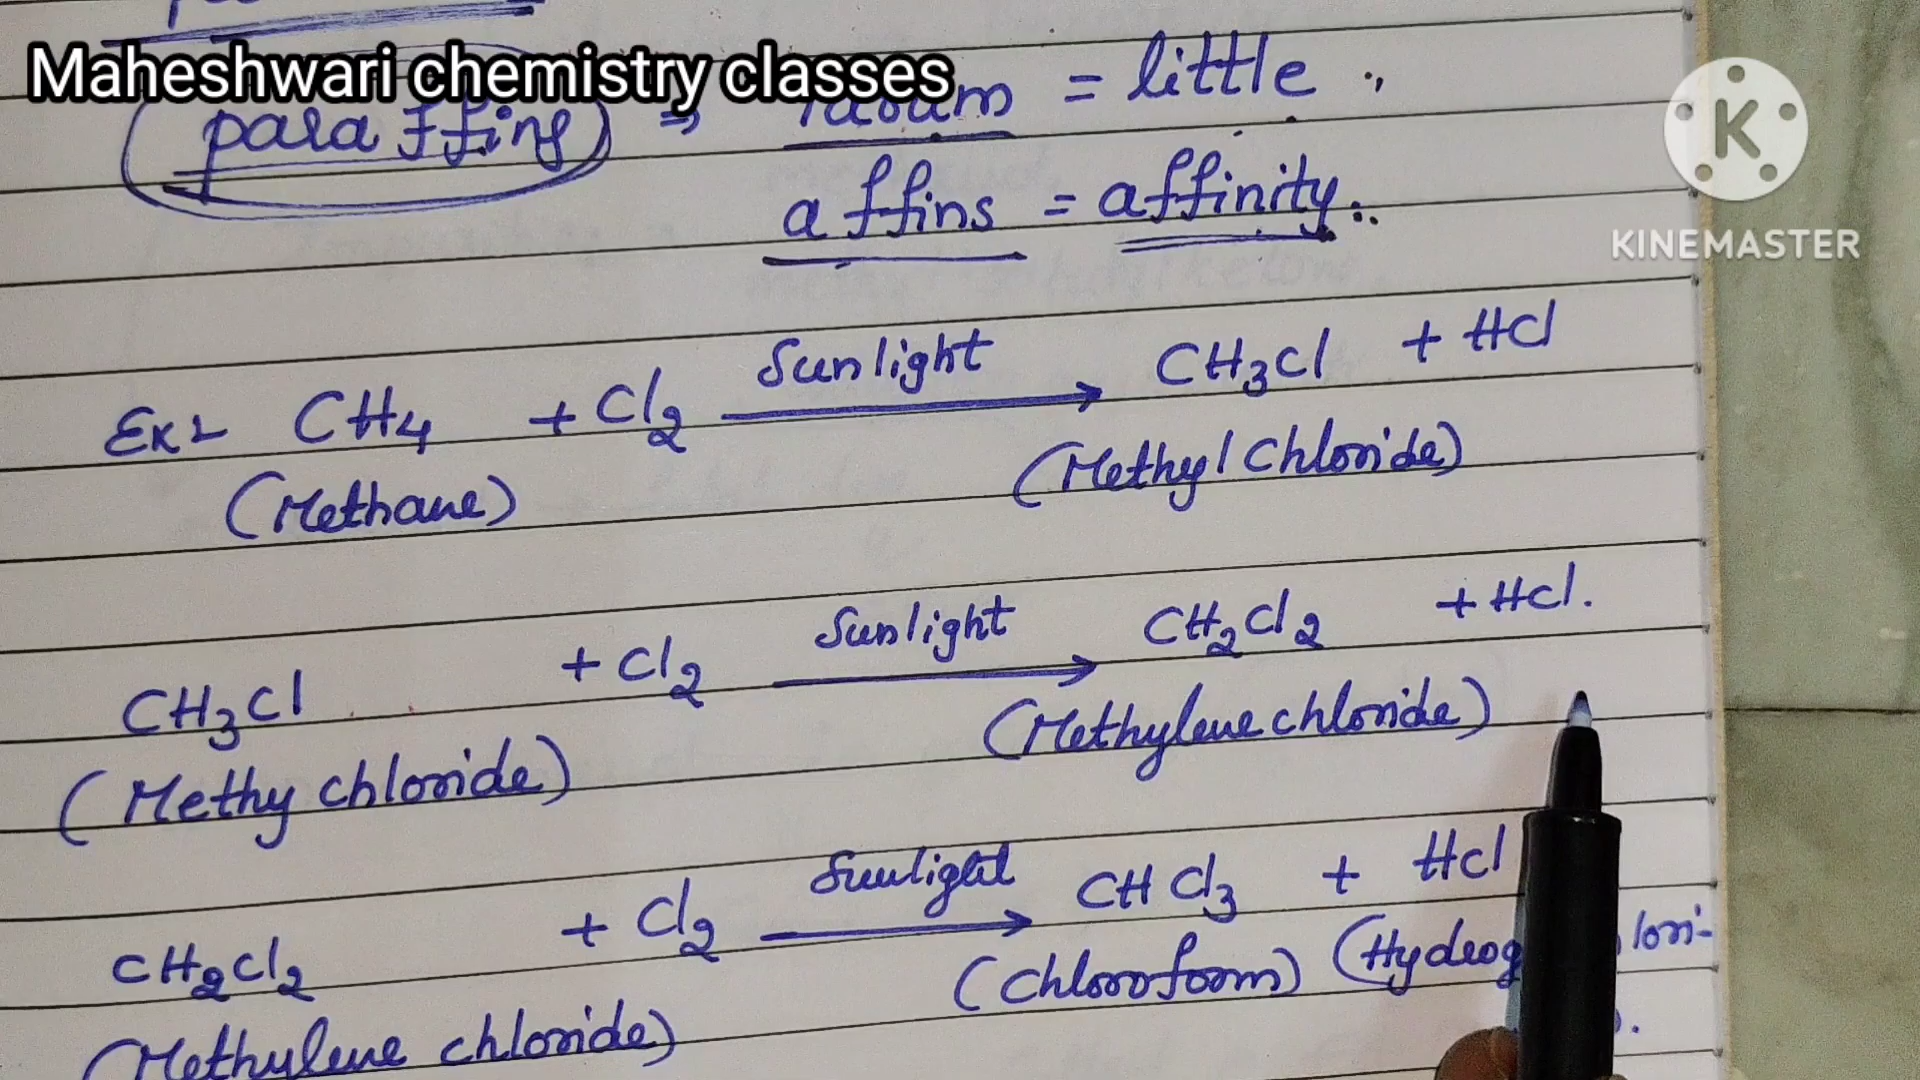 Maheshwari chemistry classes
(paraffins) ⇒ = little.
affins = affinity.
K
KINEMASTER
Ex- CH4 + Cl2 Sunlight → CH3Cl + HCl
(Methane) (Methyl Chloride)
CH3Cl + Cl2 Sunlight → CH2Cl2 + HCl.
(Methy chloride) (Methylene chloride)
CH2Cl2 + Cl2 Sunlight → CHCl3 + HCl
(Methylene chloride) (Chloroform)